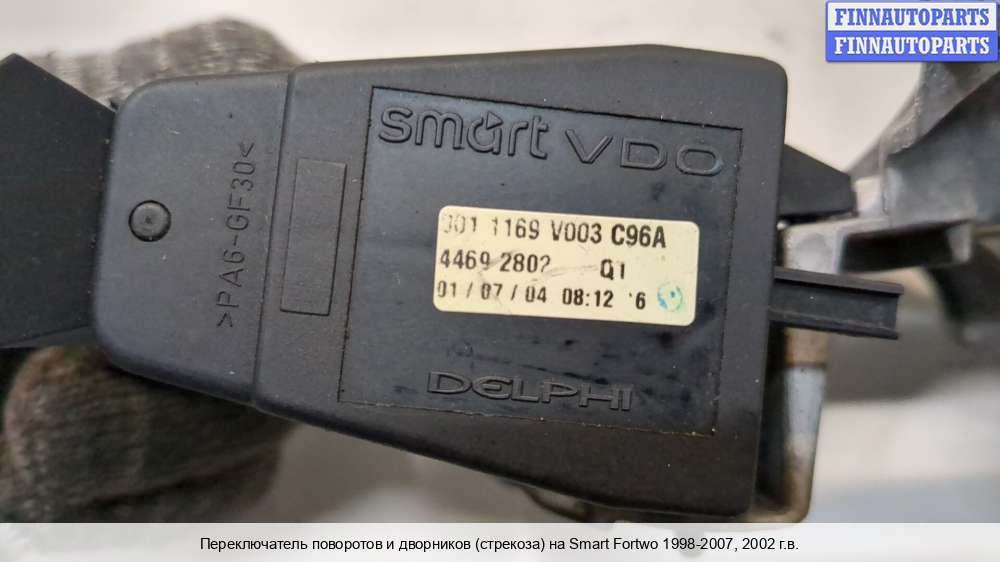 FINNAUTOPARTS
FINNAUTOPARTS
smart VDO
>PA6-GF30<
001 1169 V003 C96A
4469 2802 Q1
01/07/04 08:12 6
DELPHI
Переключатель поворотов и дворников (стрекоза) на Smart Fortwo 1998-2007, 2002 г.в.